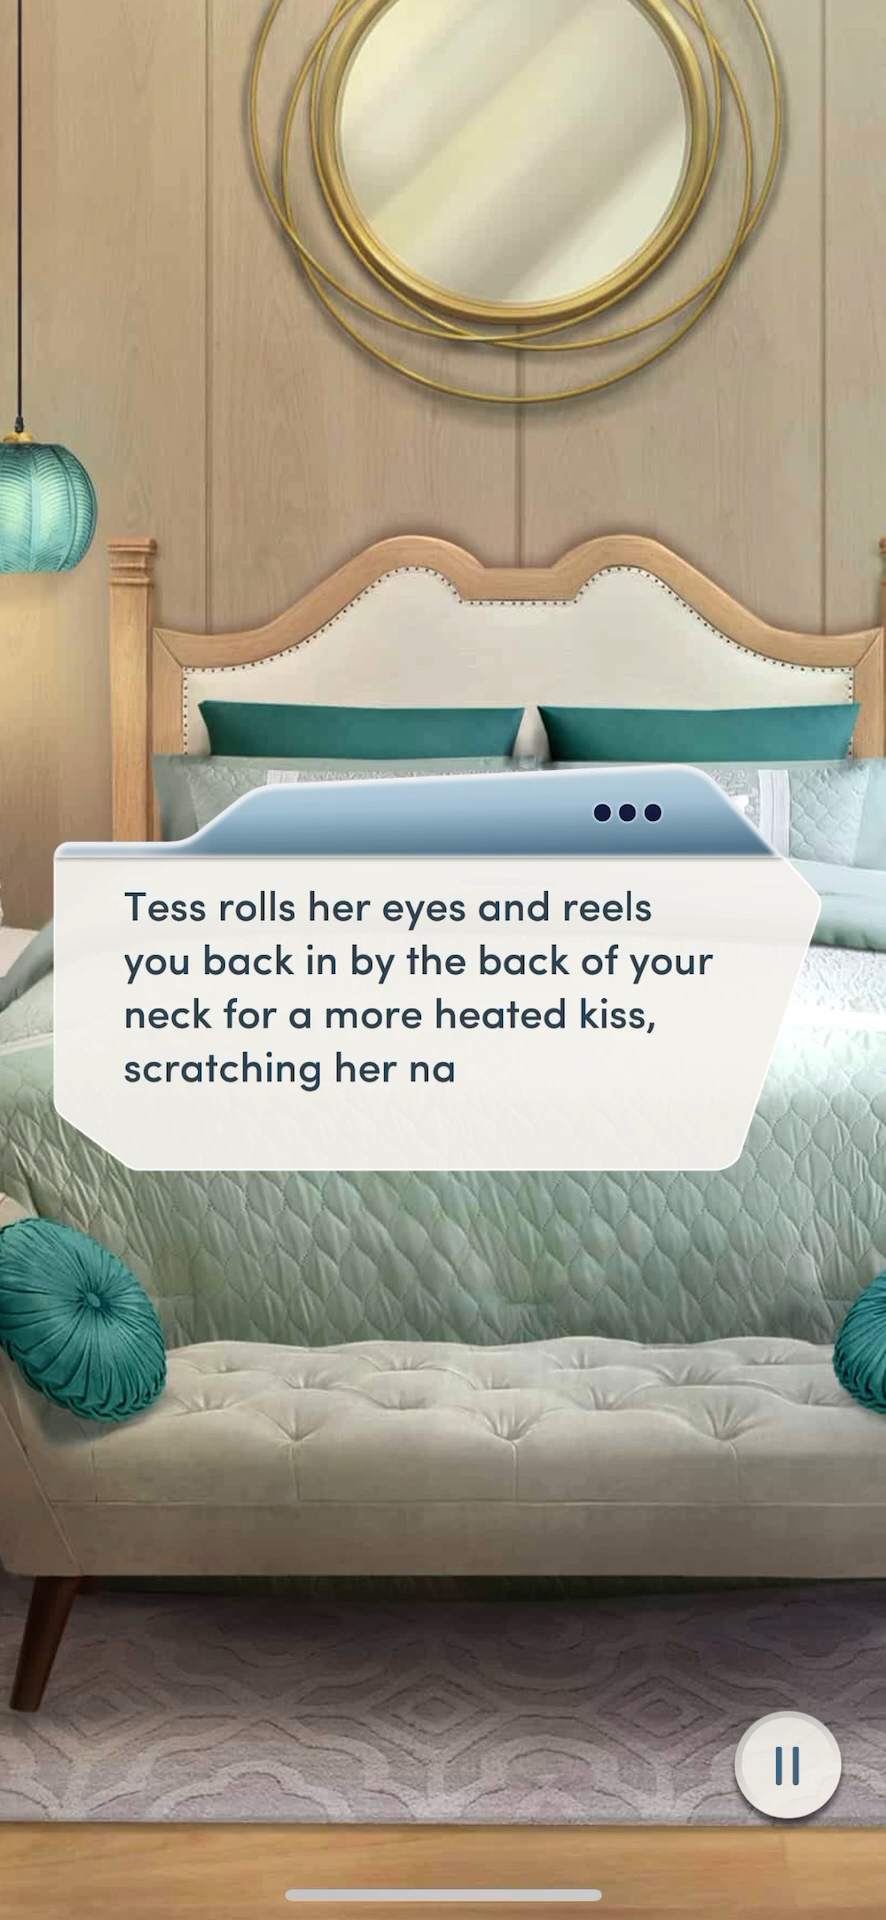 Tess rolls her eyes and reels
you back in by the back of your
neck for a more heated kiss,
scratching her na